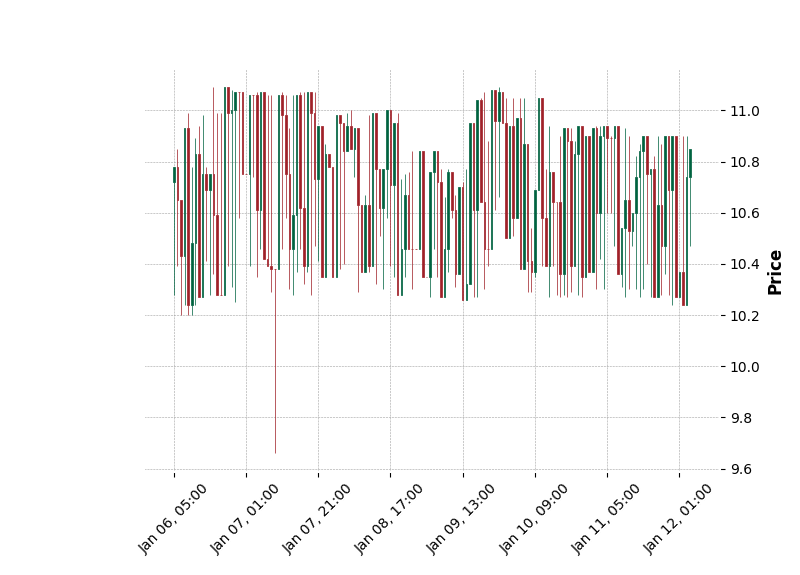 11.0
10.8
10.6
10.4
10.2
10.0
9.8
9.6
Price
Jan 06, 05:00
Jan 07, 01:00
Jan 07, 21:00
Jan 08, 17:00
Jan 09, 13:00
Jan 10, 09:00
Jan 11, 05:00
Jan 12, 01:00